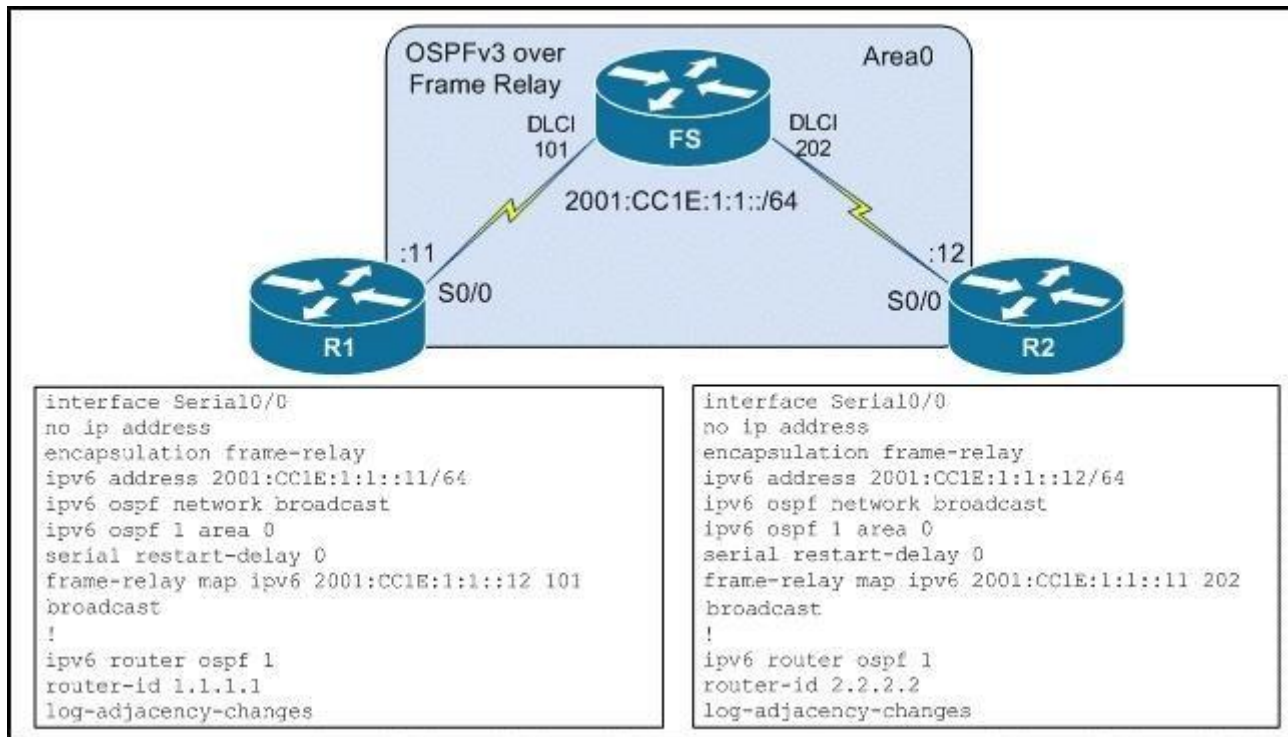 OSPFv3 over
Frame Relay
Area0
DLCI
101
FS
DLCI
202
2001:CC1E:1:1::/64
:11
:12
S0/0
S0/0
R1
R2
interface Serial0/0
no ip address
encapsulation frame-relay
ipv6 address 2001:CC1E:1:1::11/64
ipv6 ospf network broadcast
ipv6 ospf 1 area 0
serial restart-delay 0
frame-relay map ipv6 2001:CC1E:1:1::12 101
broadcast
!
ipv6 router ospf 1
router-id 1.1.1.1
log-adjacency-changes
interface Serial0/0
no ip address
encapsulation frame-relay
ipv6 address 2001:CC1E:1:1::12/64
ipv6 ospf network broadcast
ipv6 ospf 1 area 0
serial restart-delay 0
frame-relay map ipv6 2001:CC1E:1:1::11 202
broadcast
!
ipv6 router ospf 1
router-id 2.2.2.2
log-adjacency-changes